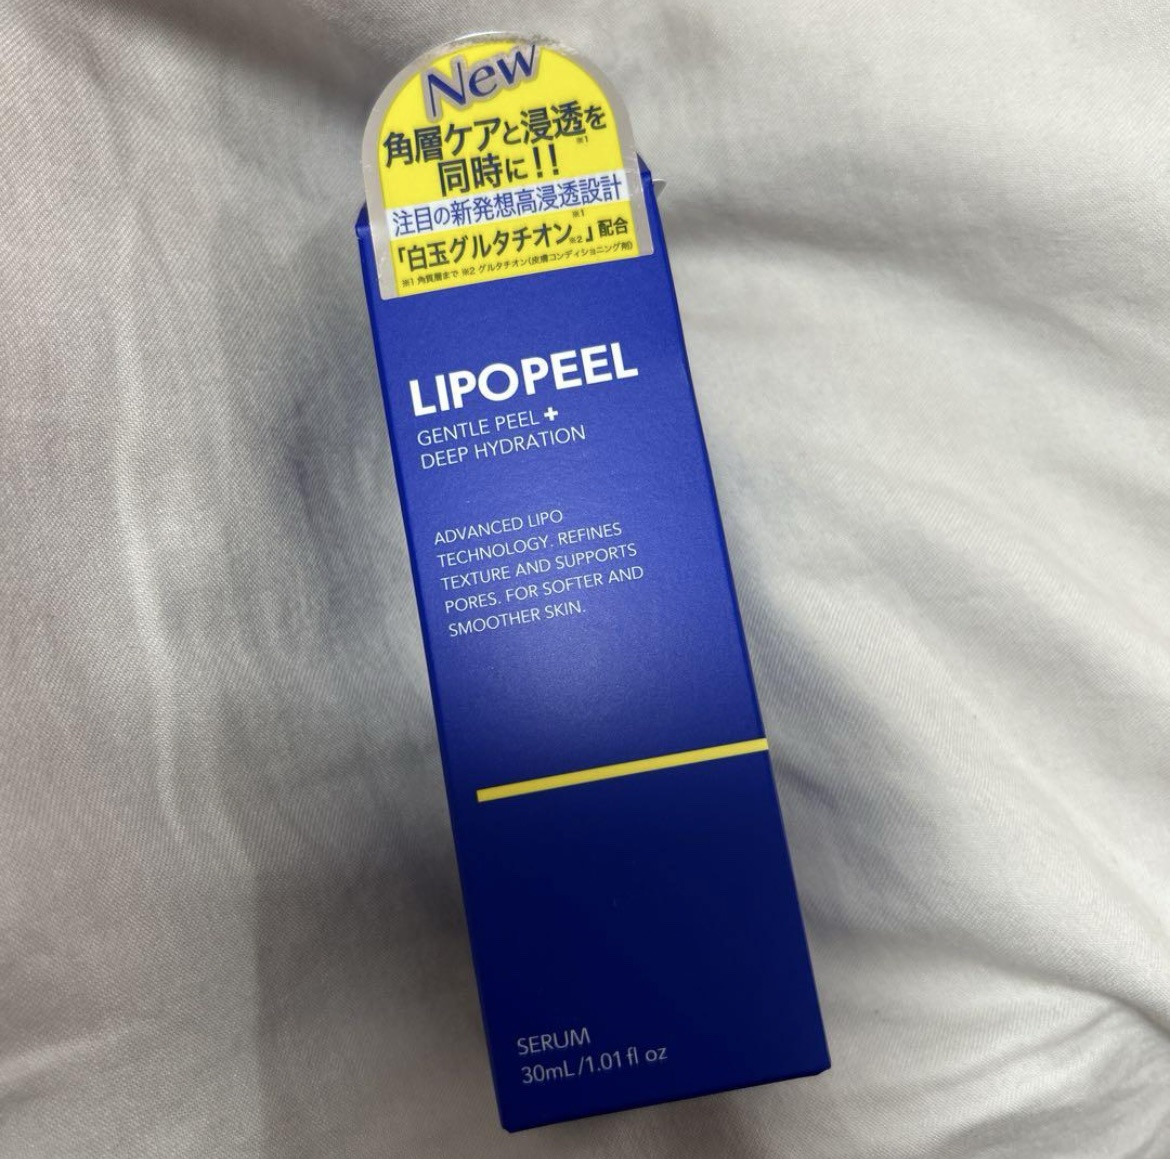 New
角層ケアと浸透を※1
同時に!!
注目の新発想高浸透設計※1
「白玉グルタチオン※2」配合
※1 角質層まで ※2 グルタチオン(皮膚コンディショニング剤)
LIPOPEEL
GENTLE PEEL +
DEEP HYDRATION
ADVANCED LIPO
TECHNOLOGY. REFINES
TEXTURE AND SUPPORTS
PORES. FOR SOFTER AND
SMOOTHER SKIN.
SERUM
30mL/1.01 fl oz